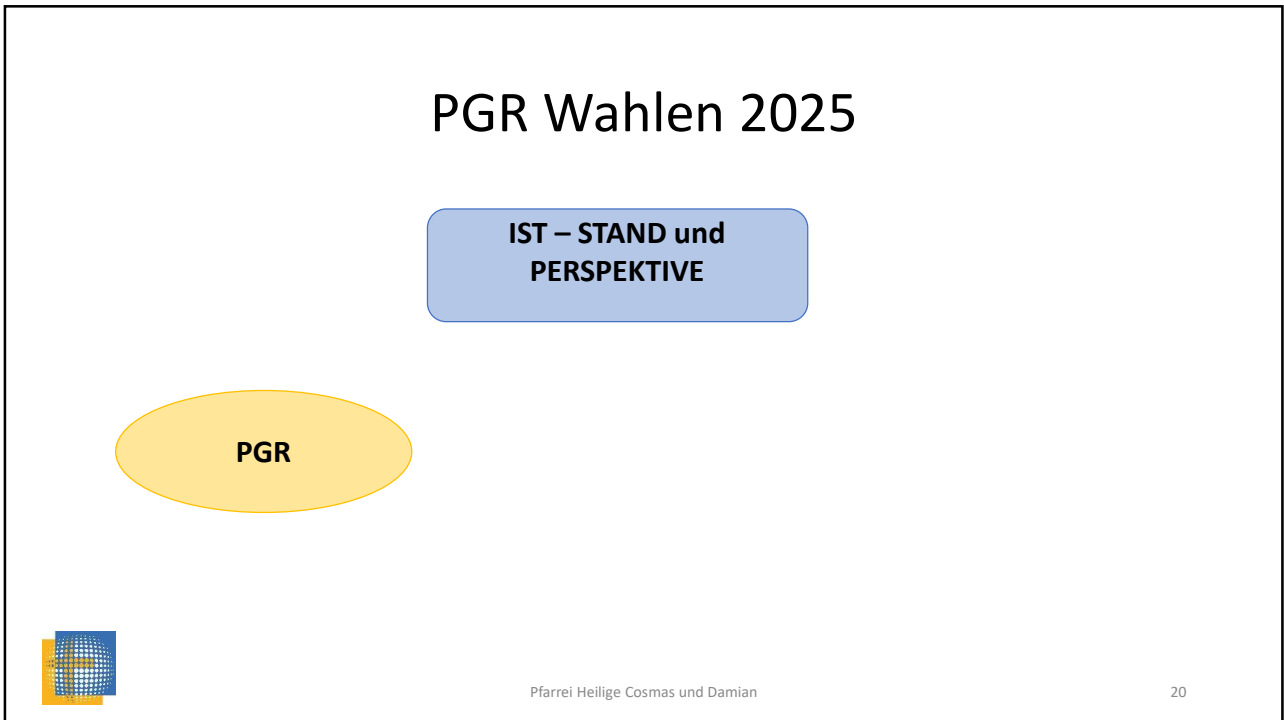 PGR Wahlen 2025
IST – STAND und
PERSPEKTIVE
PGR
Pfarrei Heilige Cosmas und Damian
20